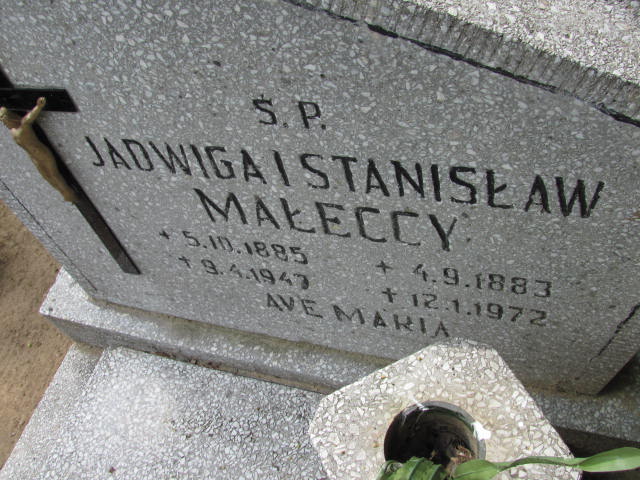 Ś.P.
JADWIGA I STANISŁAW
MAŁECCY
+ 5.10.1885 + 4.9.1883
+ 9.4.1947 + 12.1.1972
AVE MARIA